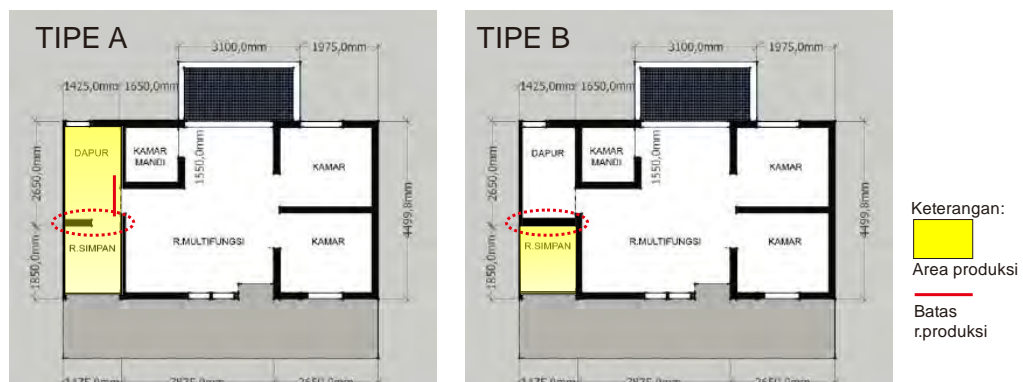 TIPE A
3100,0mm
1975,0mm
1425,0mm
1650,0mm
DAPUR
KAMAR
MANDI
1550,0mm
KAMAR
2650,0mm
4499,8mm
R.SIMPAN
R.MULTIFUNGSI
KAMAR
1850,0mm
TIPE B
3100,0mm
1975,0mm
1425,0mm
1650,0mm
DAPUR
KAMAR
MANDI
1550,0mm
KAMAR
2650,0mm
4499,8mm
R.SIMPAN
R.MULTIFUNGSI
KAMAR
1850,0mm
Keterangan:
Area produksi
Batas
r.produksi